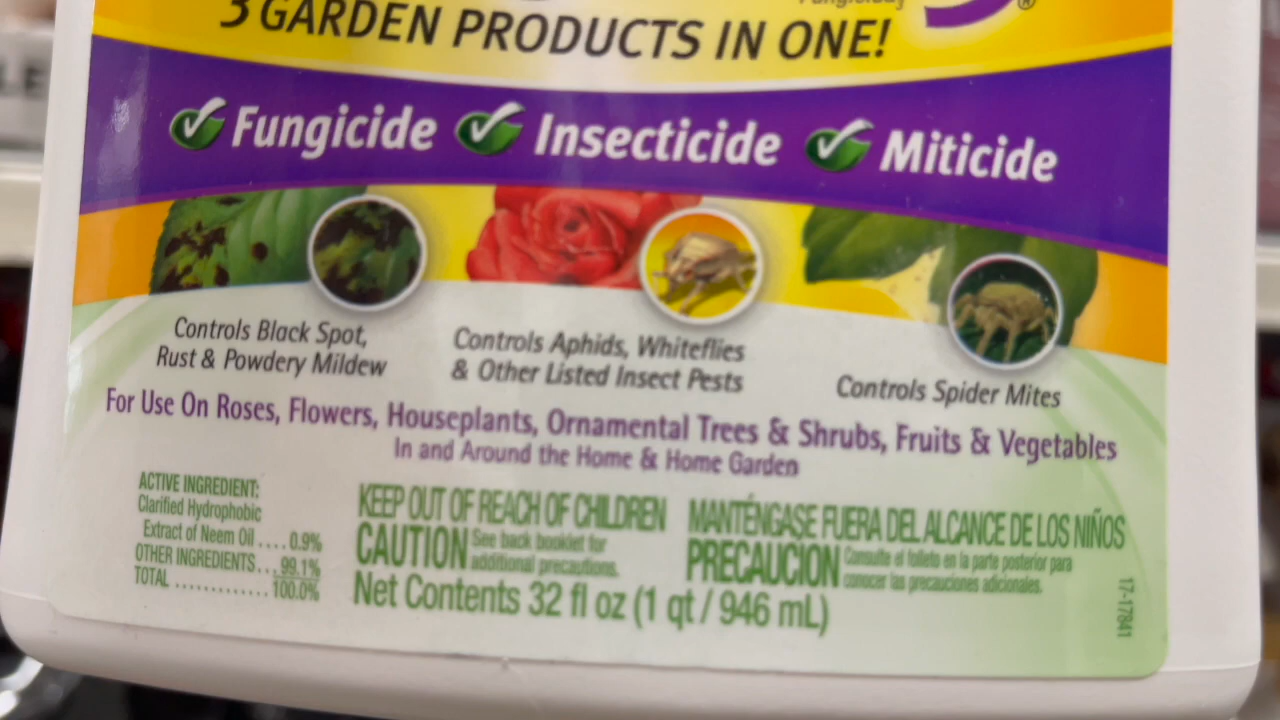 3 GARDEN PRODUCTS IN ONE!
®
Fungicide Insecticide Miticide
Controls Black Spot,
Rust & Powdery Mildew
Controls Aphids, Whiteflies
& Other Listed Insect Pests
Controls Spider Mites
For Use On Roses, Flowers, Houseplants, Ornamental Trees & Shrubs, Fruits & Vegetables
In and Around the Home & Home Garden
ACTIVE INGREDIENT:
Clarified Hydrophobic
Extract of Neem Oil .... 0.9%
OTHER INGREDIENTS... 99.1%
TOTAL ............. 100.0%
KEEP OUT OF REACH OF CHILDREN
CAUTION See back booklet for
additional precautions.
MANTÉNGASE FUERA DEL ALCANCE DE LOS NIÑOS
PRECAUCION Consulte el folleto en la parte posterior para
conocer las precauciones adicionales.
Net Contents 32 fl oz (1 qt / 946 mL)
17-17841